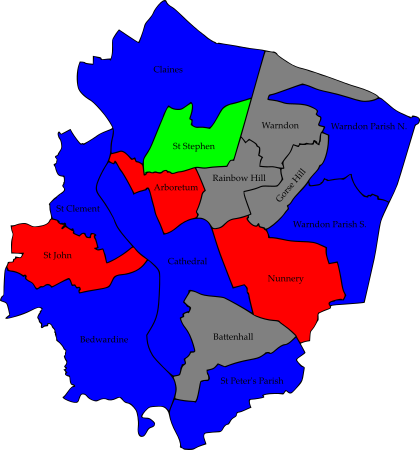 Claines
Warndon
Warndon Parish N
St Stephen
Rainbow Hill
Gorse Hill
Arboretum
St Clement
Warndon Parish S
St John
Cathedral
Nunnery
Battenhall
Bedwardine
St Peter's Parish